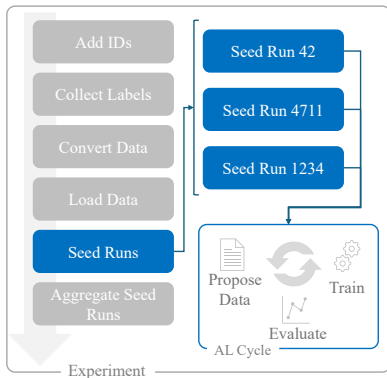 Add IDs
Collect Labels
Convert Data
Load Data
Seed Runs
Aggregate Seed
Runs
Seed Run 42
Seed Run 4711
Seed Run 1234
Propose
Data
Train
Evaluate
AL Cycle
Experiment